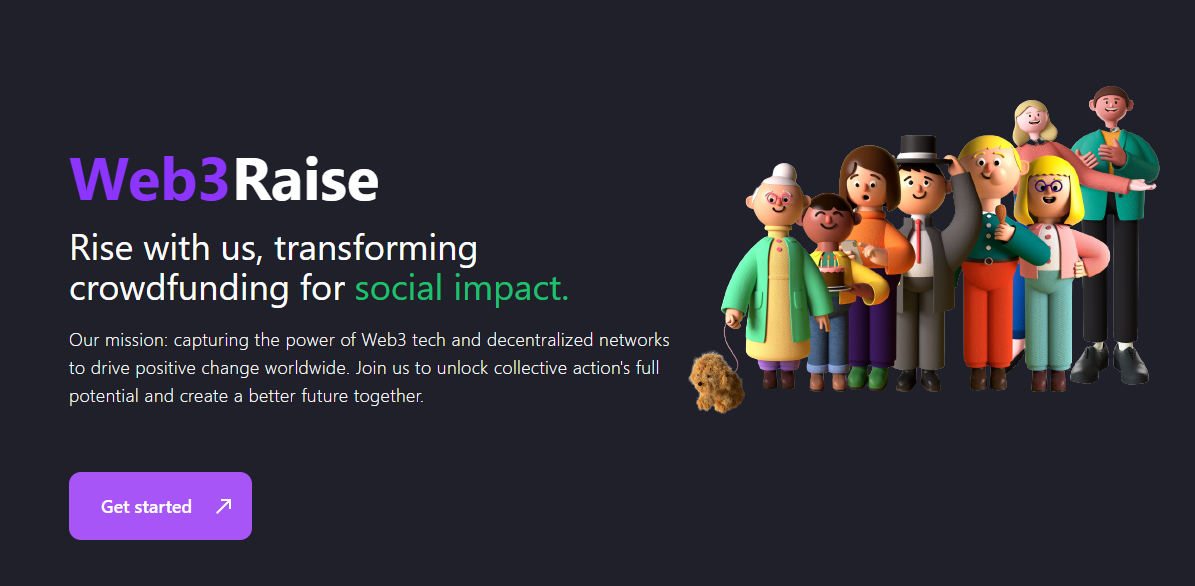 Web3Raise
Rise with us, transforming
crowdfunding for social impact.
Our mission: capturing the power of Web3 tech and decentralized networks
to drive positive change worldwide. Join us to unlock collective action's full
potential and create a better future together.
Get started